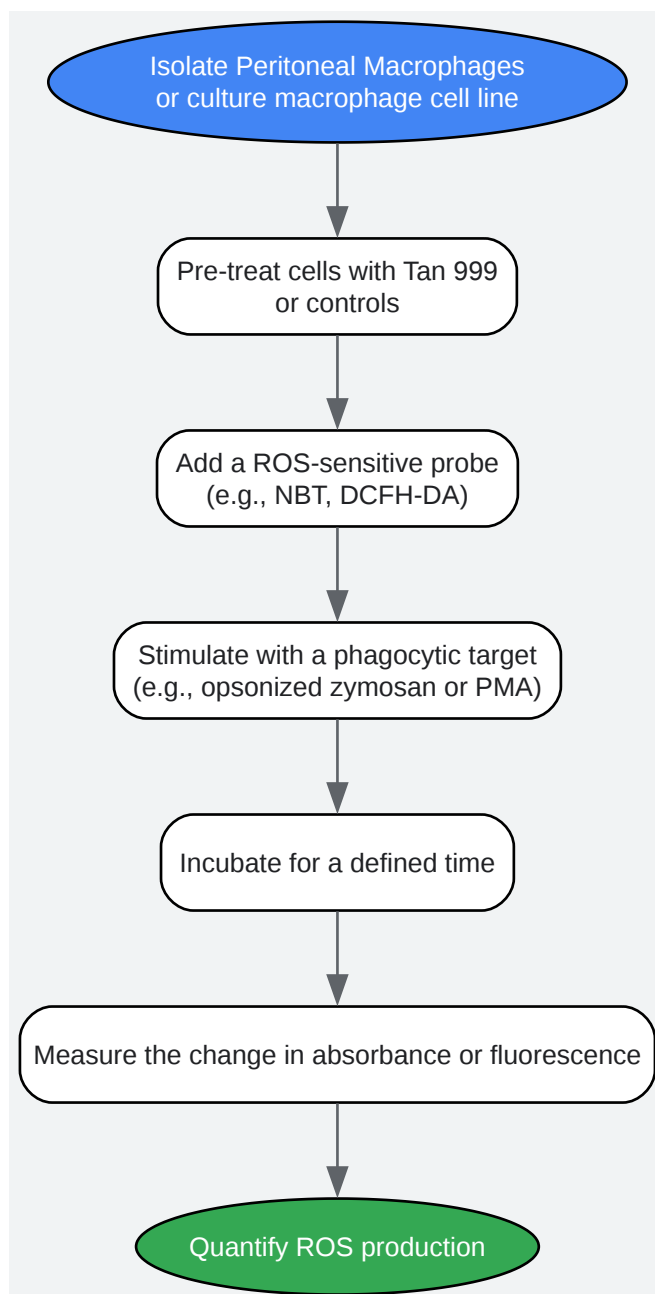 Isolate Peritoneal Macrophages
or culture macrophage cell line
Pre-treat cells with Tan 999
or controls
Add a ROS-sensitive probe
(e.g., NBT, DCFH-DA)
Stimulate with a phagocytic target
(e.g., opsonized zymosan or PMA)
Incubate for a defined time
Measure the change in absorbance or fluorescence
Quantify ROS production